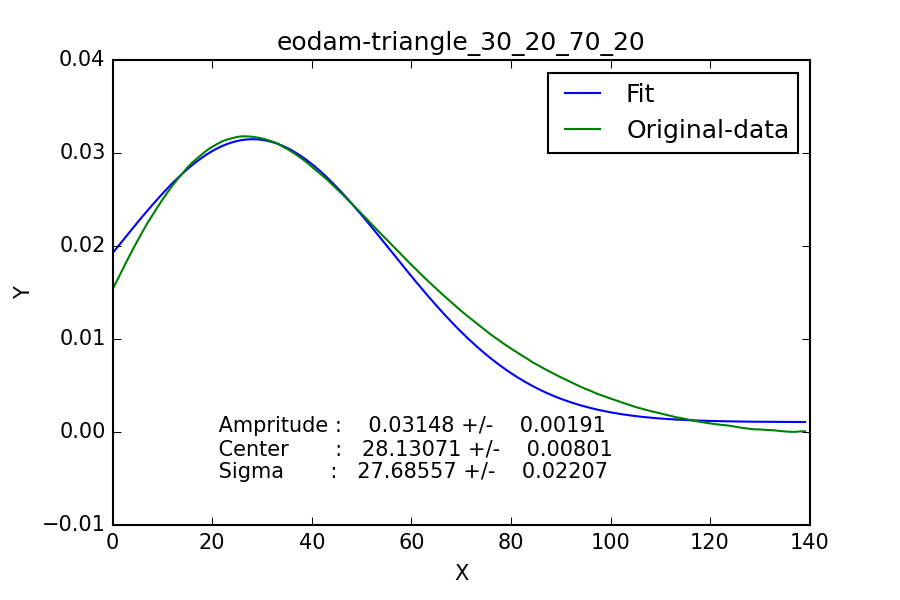 eodam-triangle_30_20_70_20
0.04
0.03
0.02
0.01
0.00
−0.01
Y
Fit
Original-data
Ampritude : 0.03148 +/- 0.00191
Center : 28.13071 +/- 0.00801
Sigma : 27.68557 +/- 0.02207
0 20 40 60 80 100 120 140
X